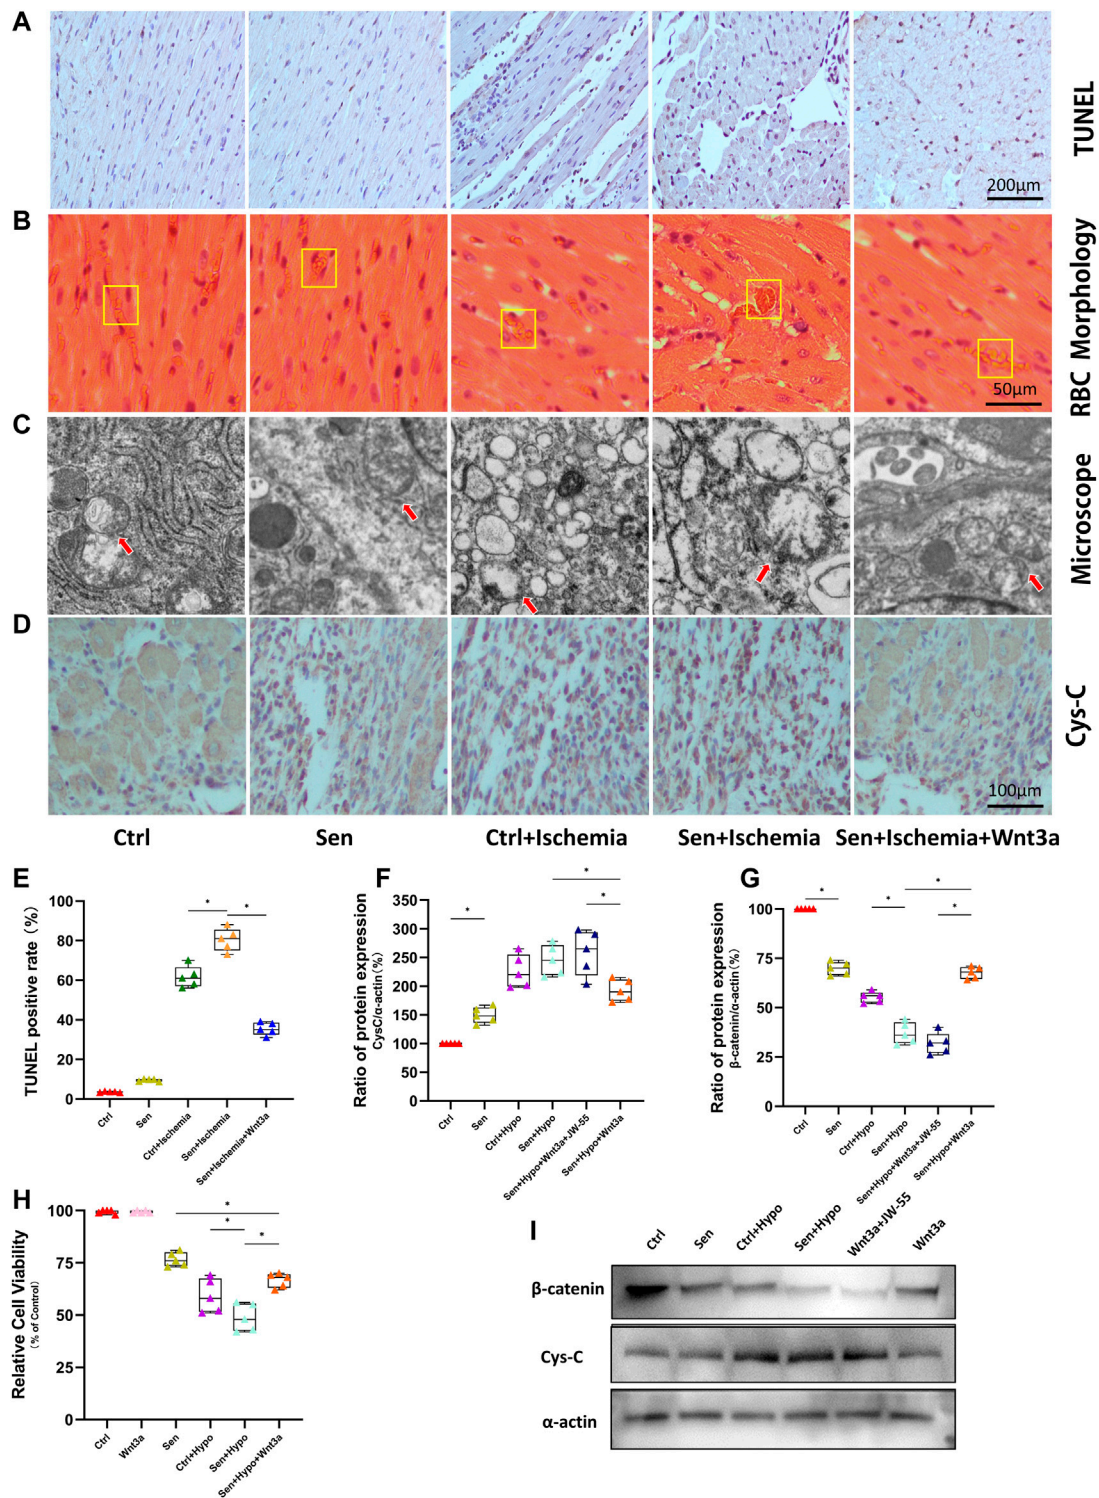 A
TUNEL
200μm
B
RBC Morphology
50μm
C
Microscope
D
Cys-C
100μm
Ctrl
Sen
Ctrl+Ischemia
Sen+Ischemia
Sen+Ischemia+Wnt3a
E
TUNEL positive rate (%)
100
80
60
40
20
0
*
*
Ctrl
Sen
Ctrl+Ischemia
Sen+Ischemia
Sen+Ischemia+Wnt3a
F
Ratio of protein expression
CysC/α-actin(%)
350
300
250
200
150
100
50
0
*
*
*
Ctrl
Sen
Ctrl+Hypo
Sen+Hypo
Sen+Hypo+Wnt3a+JW-55
Sen+Hypo+Wnt3a
G
Ratio of protein expression
β-catenin/α-actin(%)
100
75
50
25
0
*
*
*
*
Ctrl
Sen
Ctrl+Hypo
Sen+Hypo
Sen+Hypo+Wnt3a+JW-55
Sen+Hypo+Wnt3a
H
Relative Cell Viability
(% of Control)
100
75
50
25
0
*
*
*
Ctrl
Wnt3a
Sen
Ctrl+Hypo
Sen+Hypo
Sen+Hypo+Wnt3a
I
Ctrl
Sen
Ctrl+Hypo
Sen+Hypo
Wnt3a+JW-55
Wnt3a
β-catenin
Cys-C
α-actin